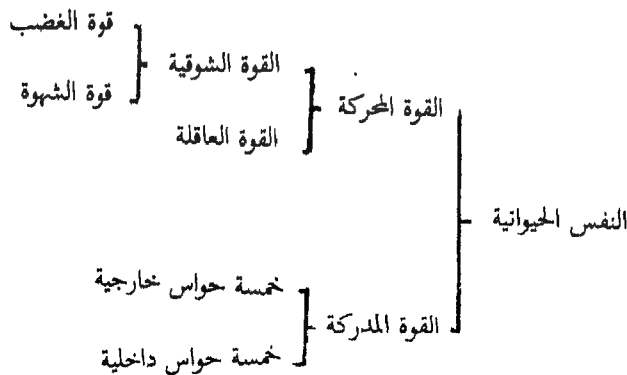 النفس الحيوانية
القوة المحركة
القوة الشوقية
قوة الغضب
قوة الشهوة
القوة العاقلة
القوة المدركة
خمسة حواس خارجية
خمسة حواس داخلية